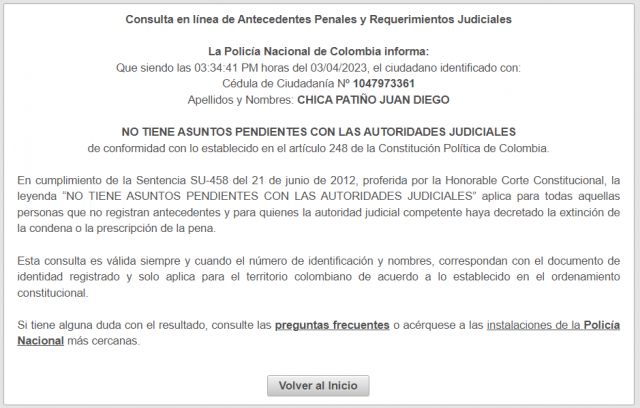 Consulta en línea de Antecedentes Penales y Requerimientos Judiciales
La Policía Nacional de Colombia informa:
Que siendo las 03:34:41 PM horas del 03/04/2023, el ciudadano identificado con:
Cédula de Ciudadanía Nº 1047973361
Apellidos y Nombres: CHICA PATIÑO JUAN DIEGO
NO TIENE ASUNTOS PENDIENTES CON LAS AUTORIDADES JUDICIALES
de conformidad con lo establecido en el artículo 248 de la Constitución Política de Colombia.
En cumplimiento de la Sentencia SU-458 del 21 de junio de 2012, proferida por la Honorable Corte Constitucional, la
leyenda “NO TIENE ASUNTOS PENDIENTES CON LAS AUTORIDADES JUDICIALES” aplica para todas aquellas
personas que no registran antecedentes y para quienes la autoridad judicial competente haya decretado la extinción de
la condena o la prescripción de la pena.
Esta consulta es válida siempre y cuando el número de identificación y nombres, correspondan con el documento de
identidad registrado y solo aplica para el territorio colombiano de acuerdo a lo establecido en el ordenamiento
constitucional.
Si tiene alguna duda con el resultado, consulte las preguntas frecuentes o acérquese a las instalaciones de la Policía
Nacional más cercanas.
Volver al Inicio